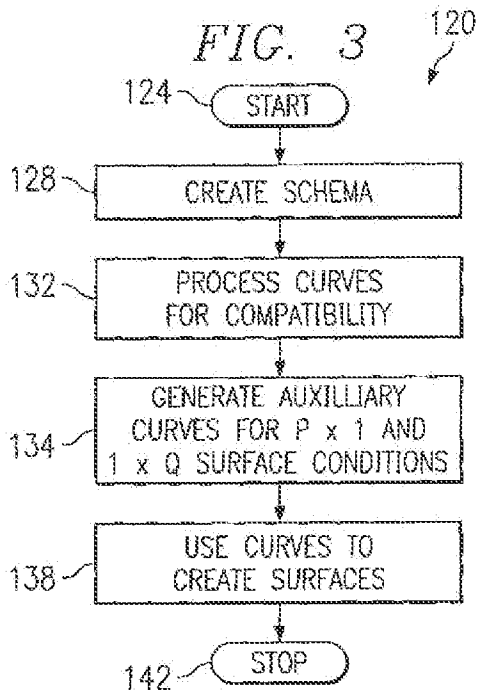 FIG. 3
120
124
START
128
CREATE SCHEMA
132
PROCESS CURVES
FOR COMPATIBILITY
134
GENERATE AUXILLIARY
CURVES FOR P x 1 AND
1 x Q SURFACE CONDITIONS
138
USE CURVES TO
CREATE SURFACES
142
STOP